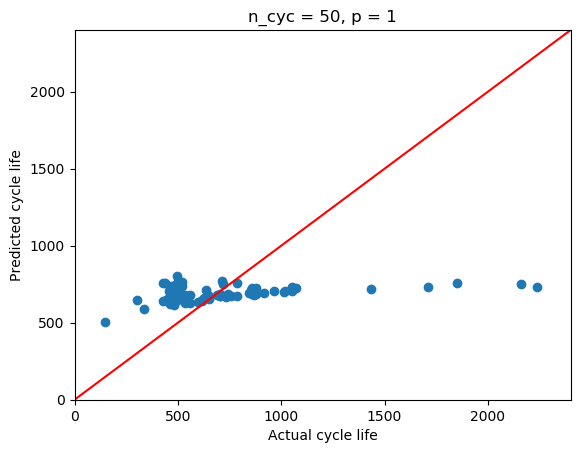 n_cyc = 50, p = 1
Predicted cycle life
2000
1500
1000
500
0
0 500 1000 1500 2000
Actual cycle life